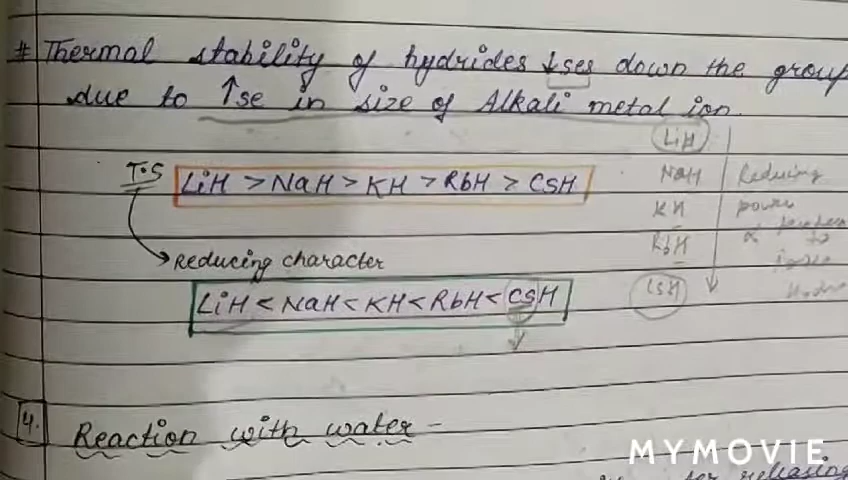 # Thermal stability of hydrides ↓ses down the group
due to ↑se in size of Alkali metal ion.
LiH
T.S LiH > NaH > KH > RbH > CSH
NaH Reducing
KH power
RbH
CSH
→ Reducing character
LiH < NaH < KH < RbH < CSH
4. Reaction with water -
MYMOVIE
for releasing